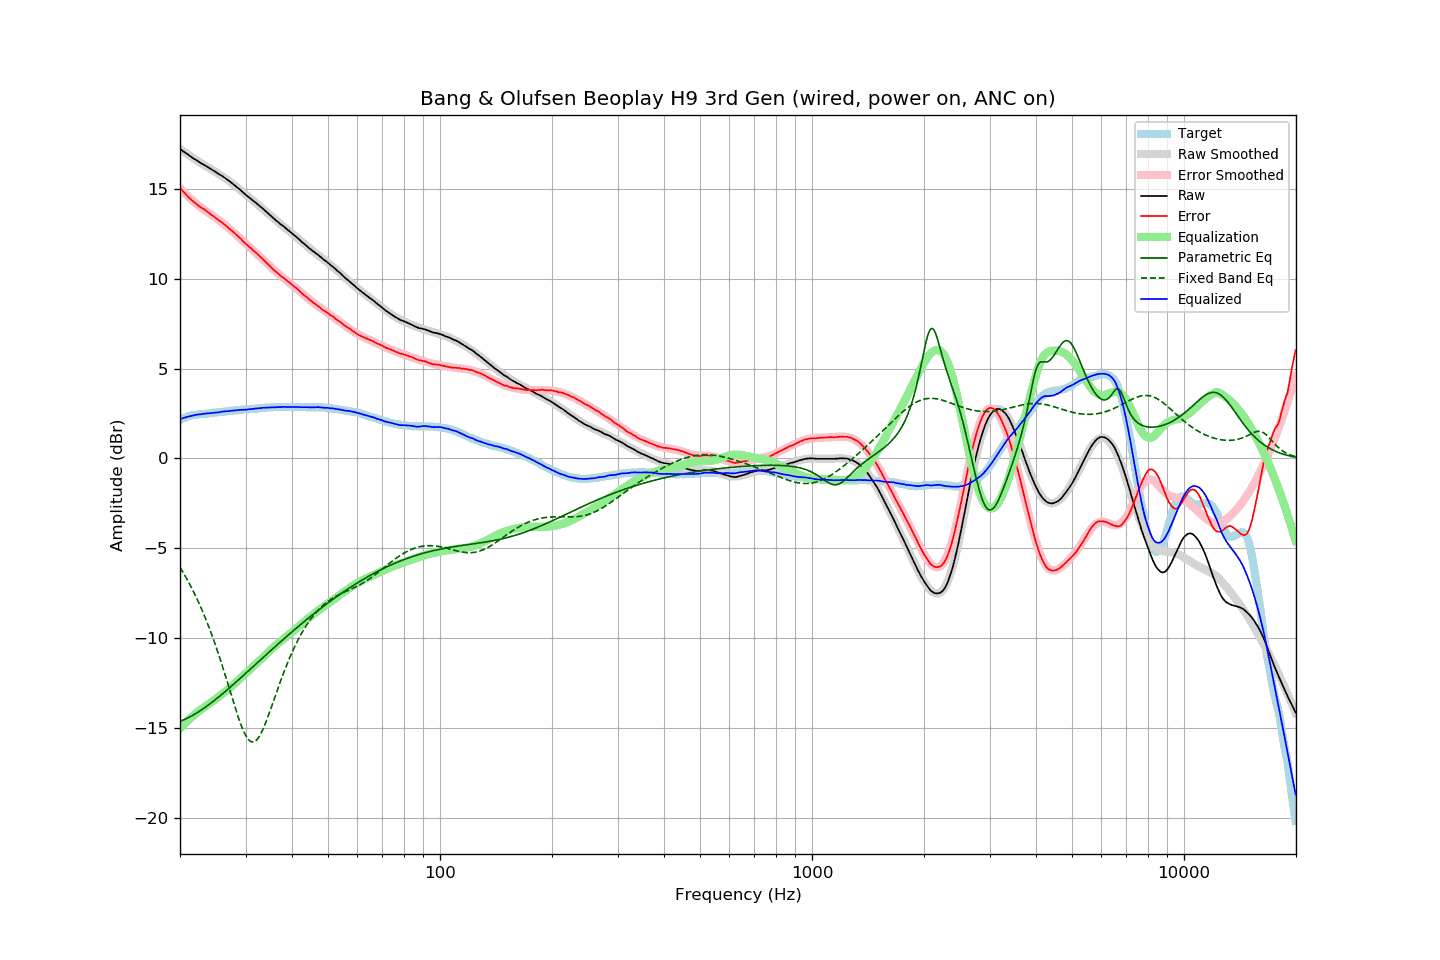 Bang & Olufsen Beoplay H9 3rd Gen (wired, power on, ANC on)
Target
Raw Smoothed
Error Smoothed
Raw
Error
Equalization
Parametric Eq
Fixed Band Eq
Equalized
15
10
5
0
−5
−10
−15
−20
Amplitude (dBr)
100
1000
10000
Frequency (Hz)